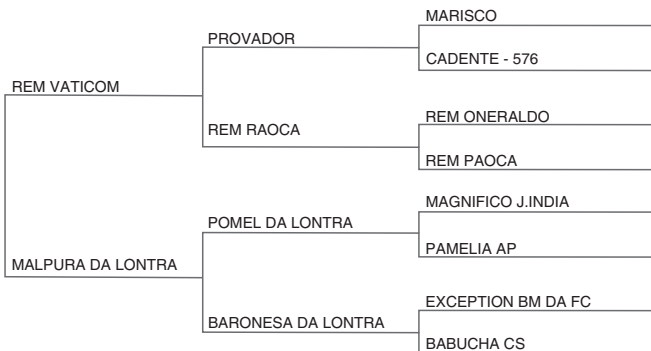 MARISCO
PROVADOR
CADENTE - 576
REM VATICOM
REM ONERALDO
REM RAOCA
REM PAOCA
MAGNIFICO J.INDIA
POMEL DA LONTRA
PAMELIA AP
MALPURA DA LONTRA
EXCEPTION BM DA FC
BARONESA DA LONTRA
BABUCHA CS